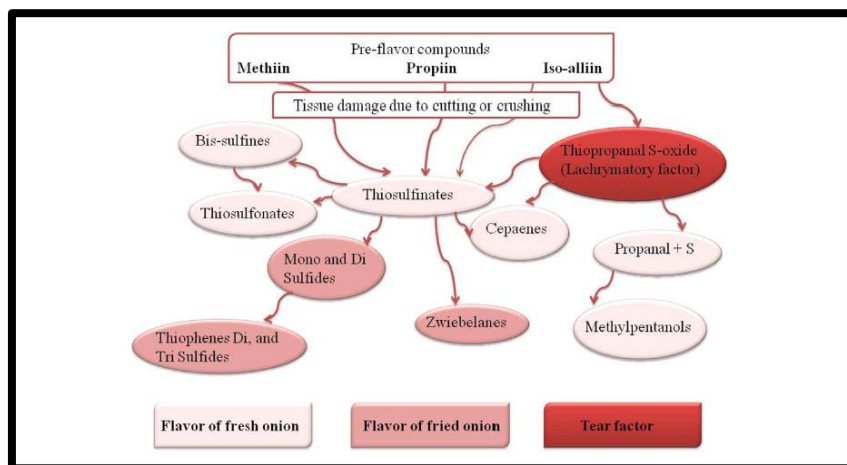 Pre-flavor compounds
Methiin Propiin Iso-alliin
Tissue damage due to cutting or crushing
Bis-sulfines
Thiopropanal S-oxide
(Lachrymatory factor)
Thiosulfinates
Thiosulfonates
Cepaenes
Mono and Di
Sulfides
Propanal + S
Zwiebelanes
Methylpentanols
Thiophenes Di, and
Tri Sulfides
Flavor of fresh onion
Flavor of fried onion
Tear factor